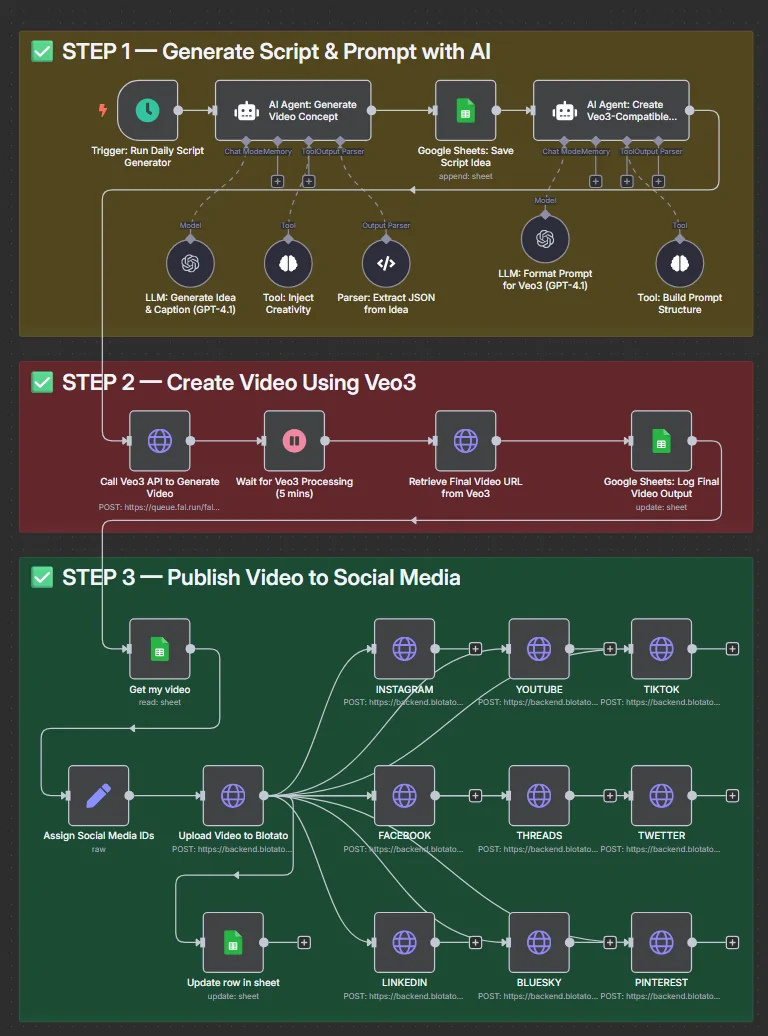 ✅ STEP 1 — Generate Script & Prompt with AI
AI Agent: Generate
Video Concept
AI Agent: Create
Veo3-Compatible...
Trigger: Run Daily Script
Generator
Chat Model
Memory
Tool
Output Parser
Google Sheets: Save
Script Idea
append: sheet
Chat Model
Memory
Tool
Output Parser
Model
Tool
Output Parser
Model
Tool
LLM: Generate Idea
& Caption (GPT-4.1)
Tool: Inject
Creativity
Parser: Extract JSON
from Idea
LLM: Format Prompt
for Veo3 (GPT-4.1)
Tool: Build Prompt
Structure
✅ STEP 2 — Create Video Using Veo3
Call Veo3 API to Generate
Video
POST: https://queue.fal.run/fal...
Wait for Veo3 Processing
(5 mins)
Retrieve Final Video URL
from Veo3
Google Sheets: Log Final
Video Output
update: sheet
✅ STEP 3 — Publish Video to Social Media
Get my video
read: sheet
INSTAGRAM
POST: https://backend.blotato...
YOUTUBE
POST: https://backend.blotato...
TIKTOK
POST: https://backend.blotato...
Assign Social Media IDs
raw
Upload Video to Blotato
POST: https://backend.blotato...
FACEBOOK
POST: https://backend.blotato...
THREADS
POST: https://backend.blotato...
TWETTER
POST: https://backend.blotato...
Update row in sheet
update: sheet
LINKEDIN
POST: https://backend.blotato...
BLUESKY
POST: https://backend.blotato...
PINTEREST
POST: https://backend.blotato...